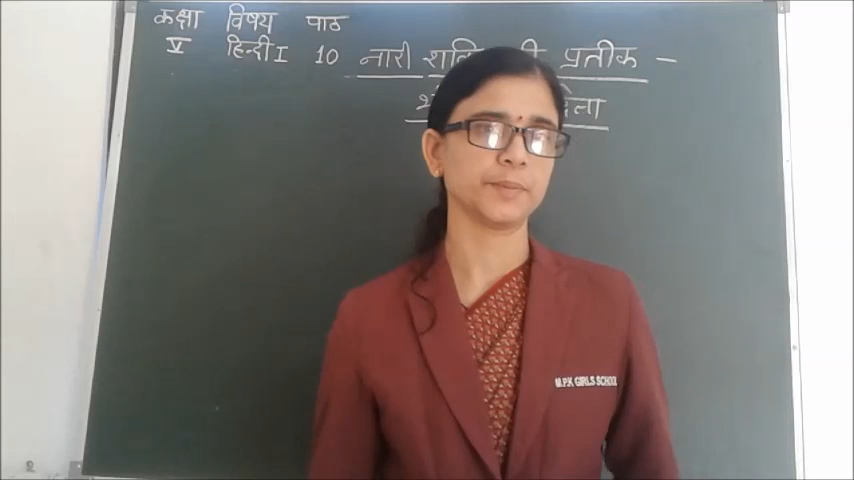 कक्षा विषय पाठ
V हिन्दी I 10 नारी प्रतीक –
M.P.K GIRLS SCHOOL